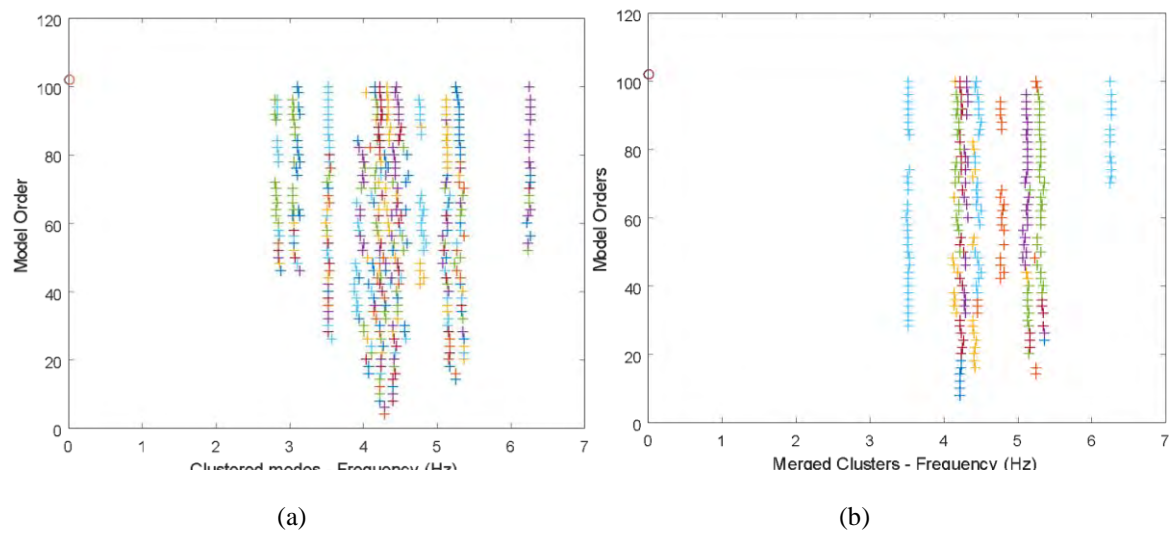 120
100
80
60
40
20
0
Model Order
0 1 2 3 4 5 6 7
Clustered modes - Frequency (Hz)
(a)
120
100
80
60
40
20
0
Model Orders
0 1 2 3 4 5 6 7
Merged Clusters - Frequency (Hz)
(b)